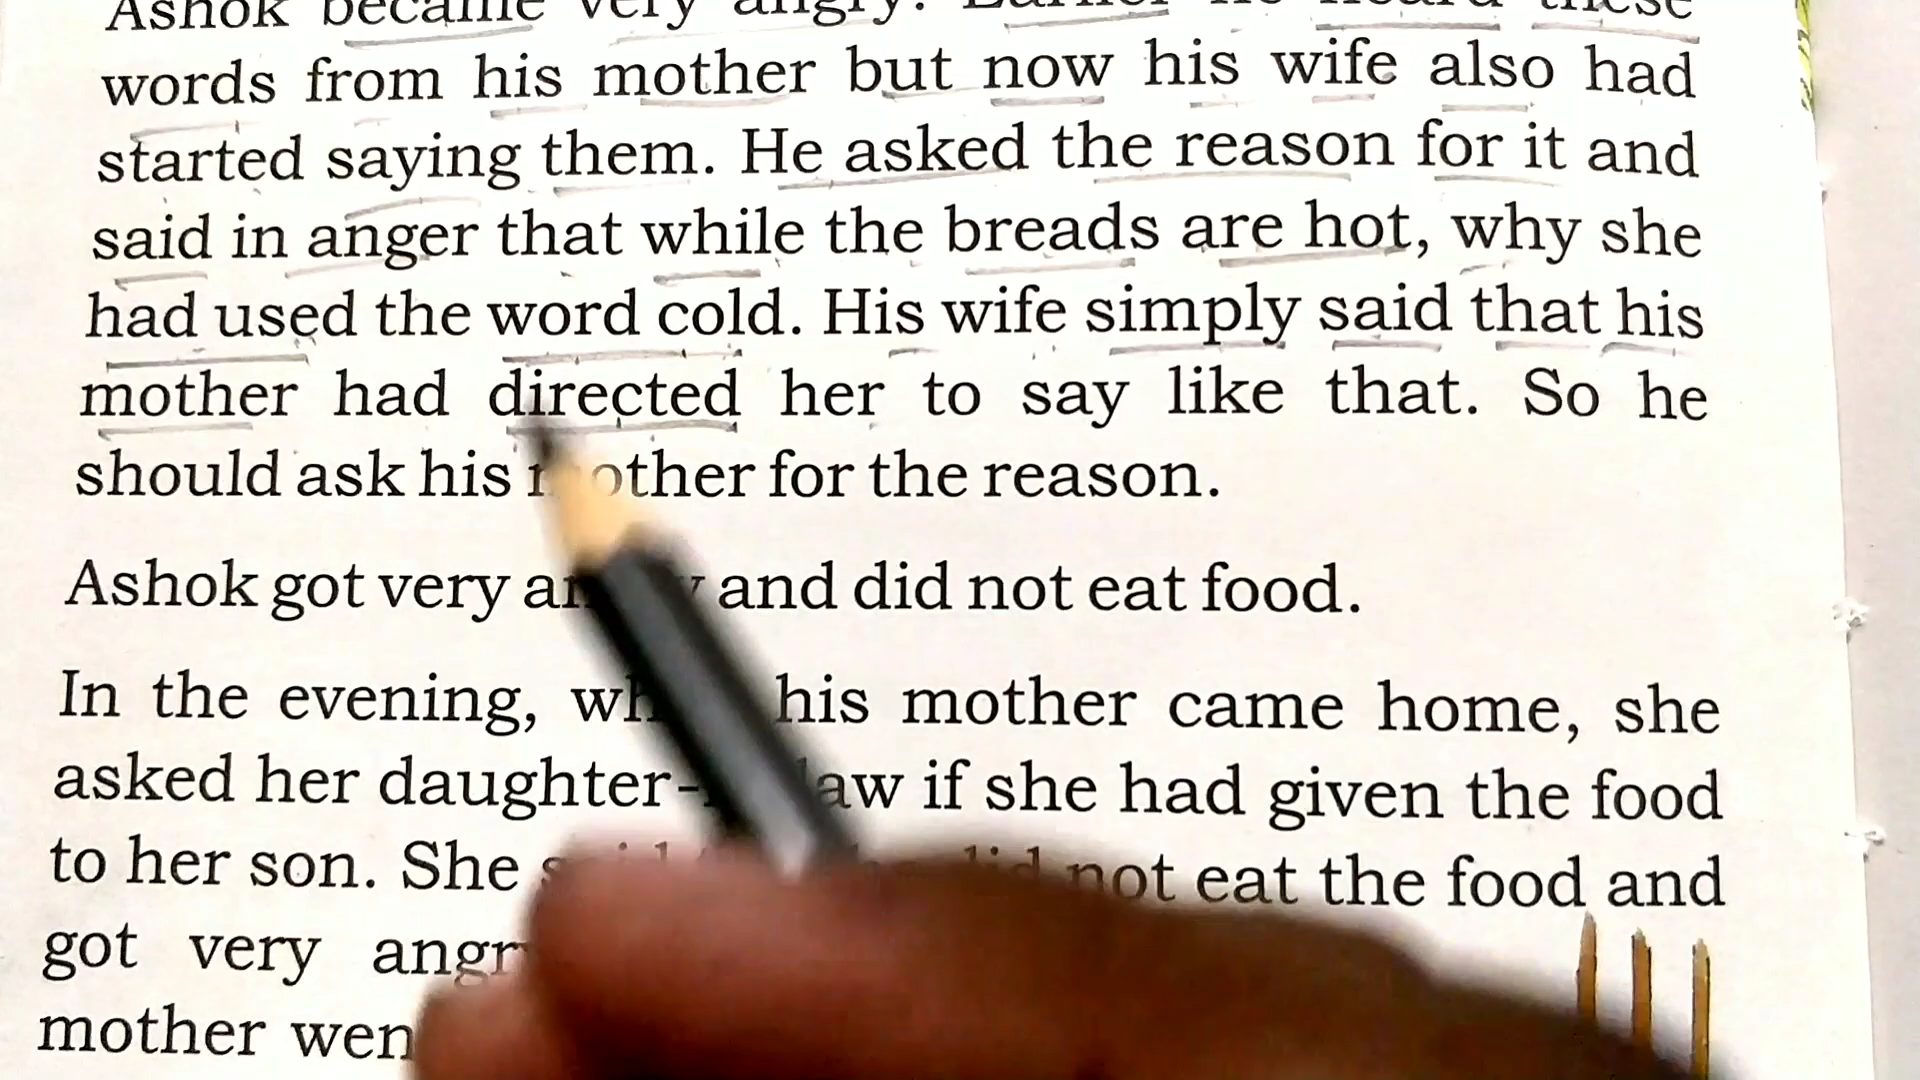 Ashok became very angry. Earlier he heard these
words from his mother but now his wife also had
started saying them. He asked the reason for it and
said in anger that while the breads are hot, why she
had used the word cold. His wife simply said that his
mother had directed her to say like that. So he
should ask his mother for the reason.
Ashok got very and did not eat food.
In the evening, his mother came home, she
asked her daughter- law if she had given the food
to her son. She did not eat the food and
got very
mother